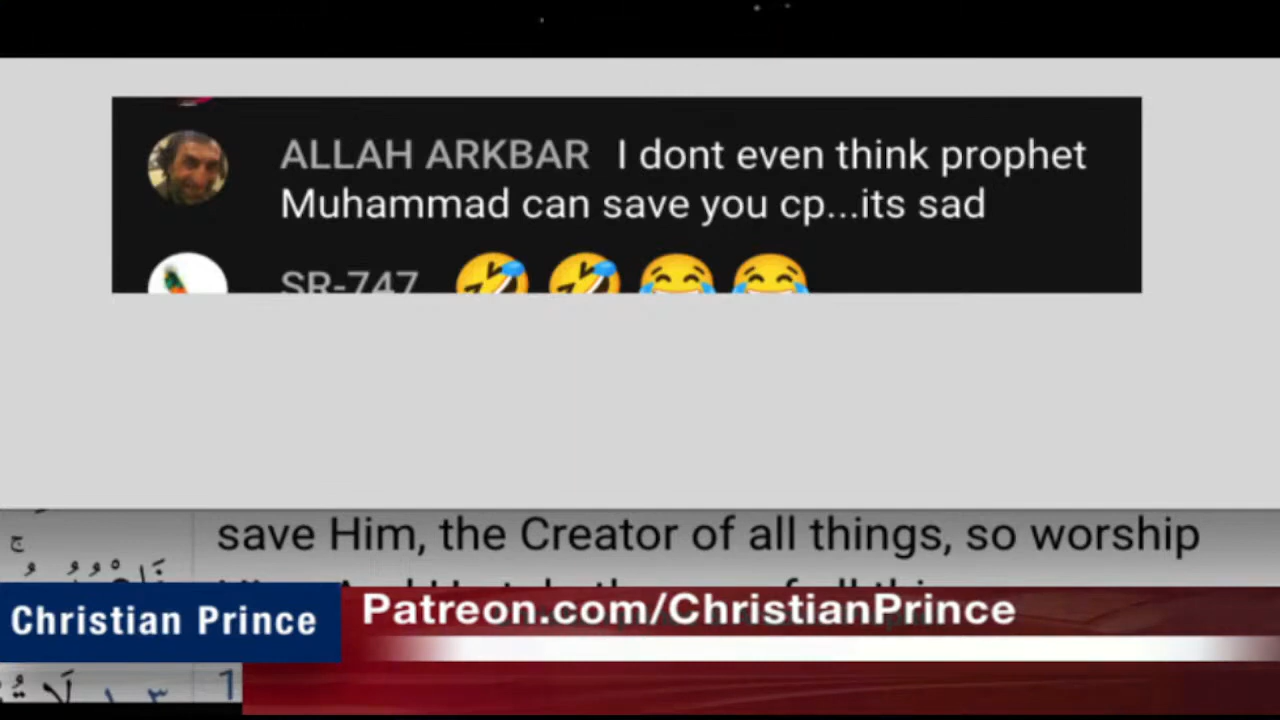 ALLAH ARKBAR I dont even think prophet
Muhammad can save you cp...its sad
SR-747 🤣🤣😂😂
save Him, the Creator of all things, so worship
Christian Prince
Patreon.com/ChristianPrince